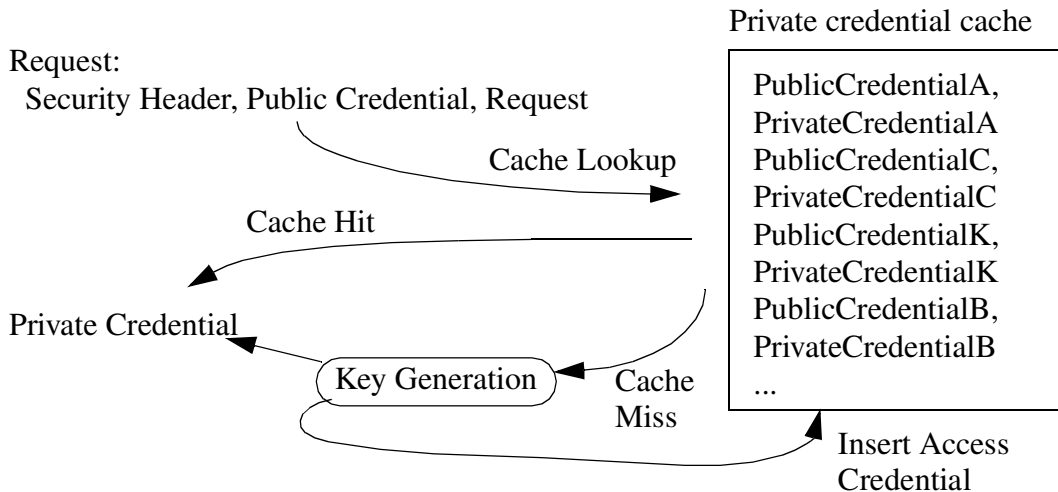 Private credential cache
Request:
Security Header, Public Credential, Request
PublicCredentialA,
PrivateCredentialA
PublicCredentialC,
PrivateCredentialC
PublicCredentialK,
PrivateCredentialK
PublicCredentialB,
PrivateCredentialB
...
Cache Lookup
Cache Hit
Private Credential
Key Generation
Cache
Miss
Insert Access
Credential